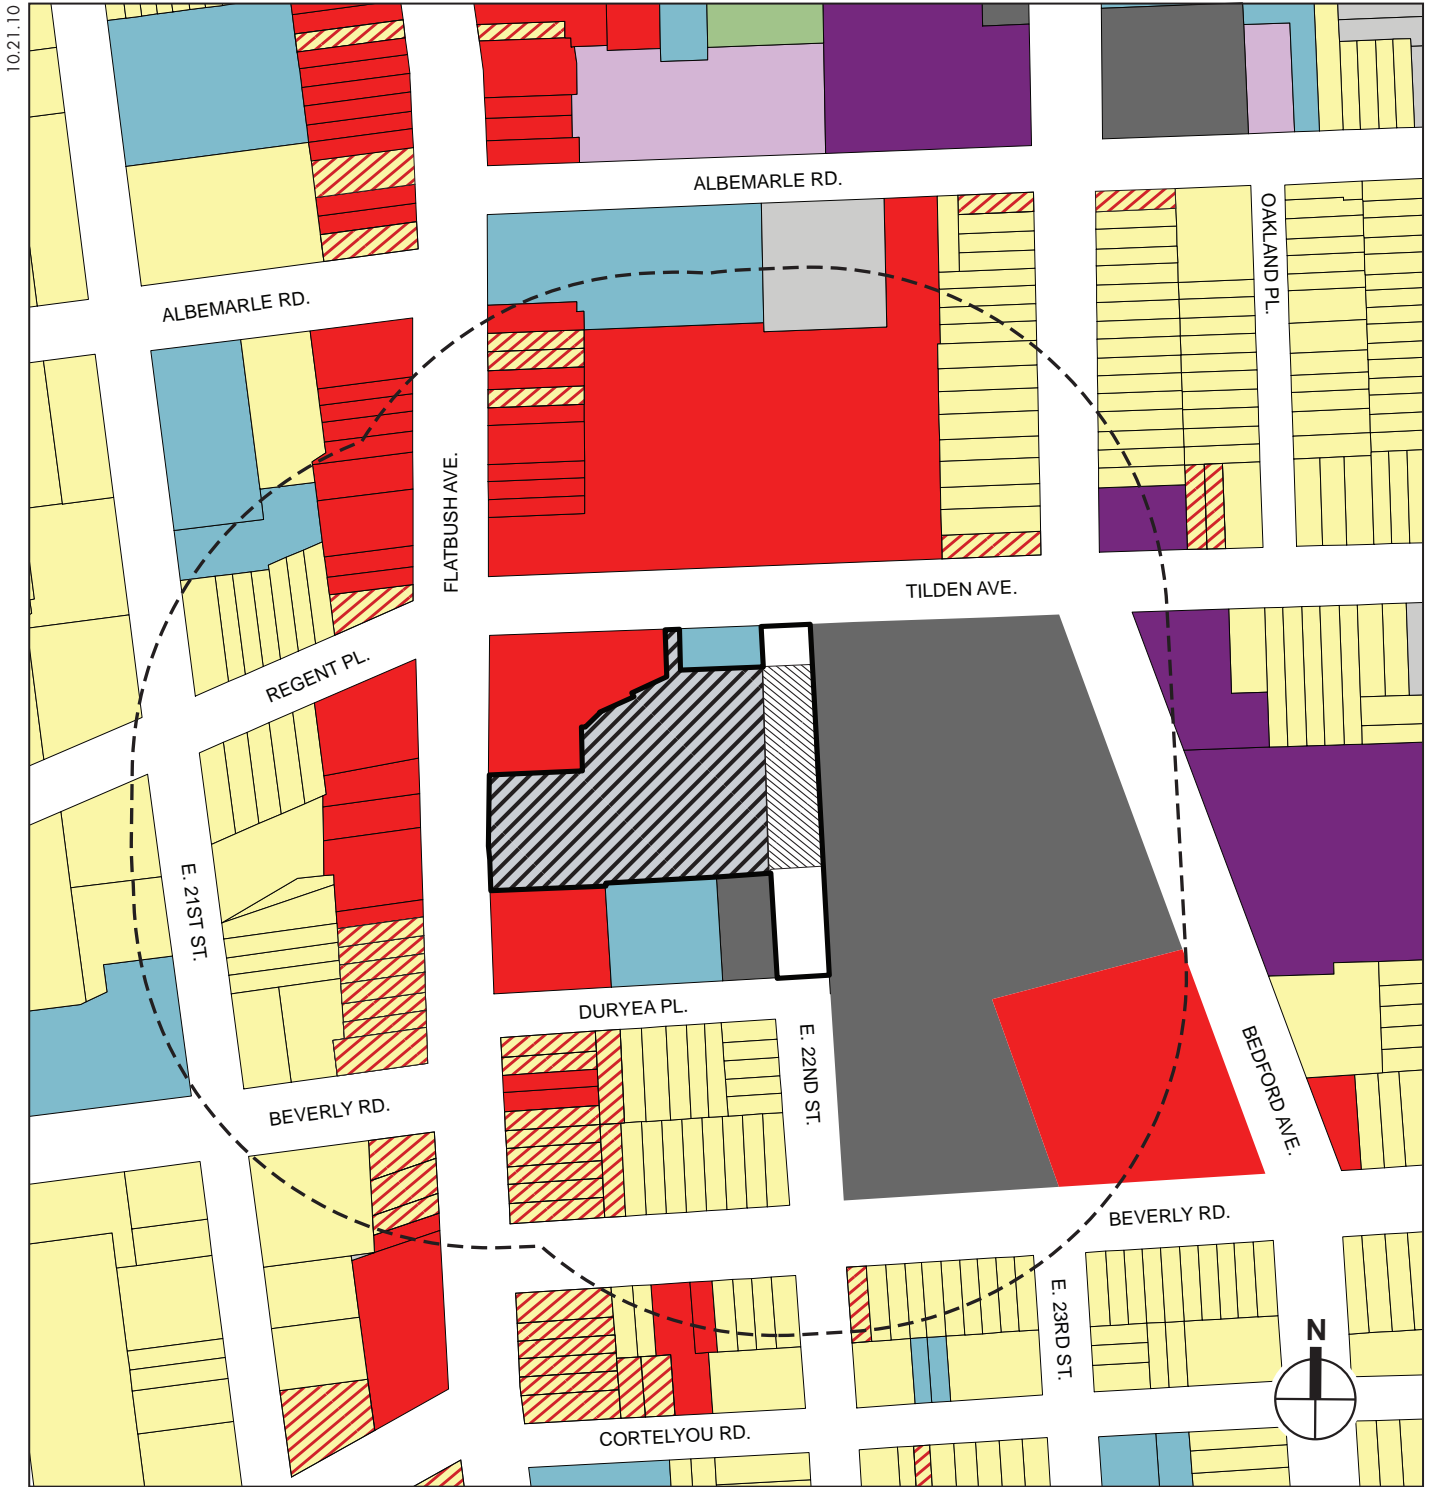 10.21.10
ALBEMARLE RD.
OAKLAND PL.
ALBEMARLE RD.
FLATBUSH AVE.
TILDEN AVE.
REGENT PL.
E. 21ST ST.
DURYEA PL.
E. 22ND ST.
BEDFORD AVE.
BEVERLY RD.
BEVERLY RD.
E. 23RD ST.
N
CORTELYOU RD.